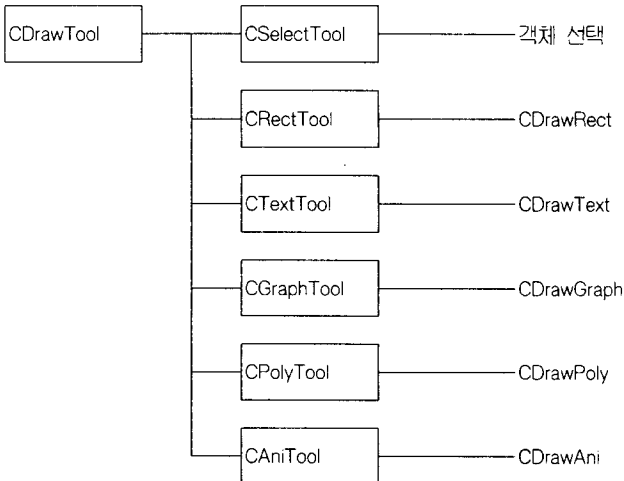 CDrawTool CSelectTool 객체 선택
CRectTool CDrawRect
CTextTool CDrawText
CGraphTool CDrawGraph
CPolyTool CDrawPoly
CAniTool CDrawAni